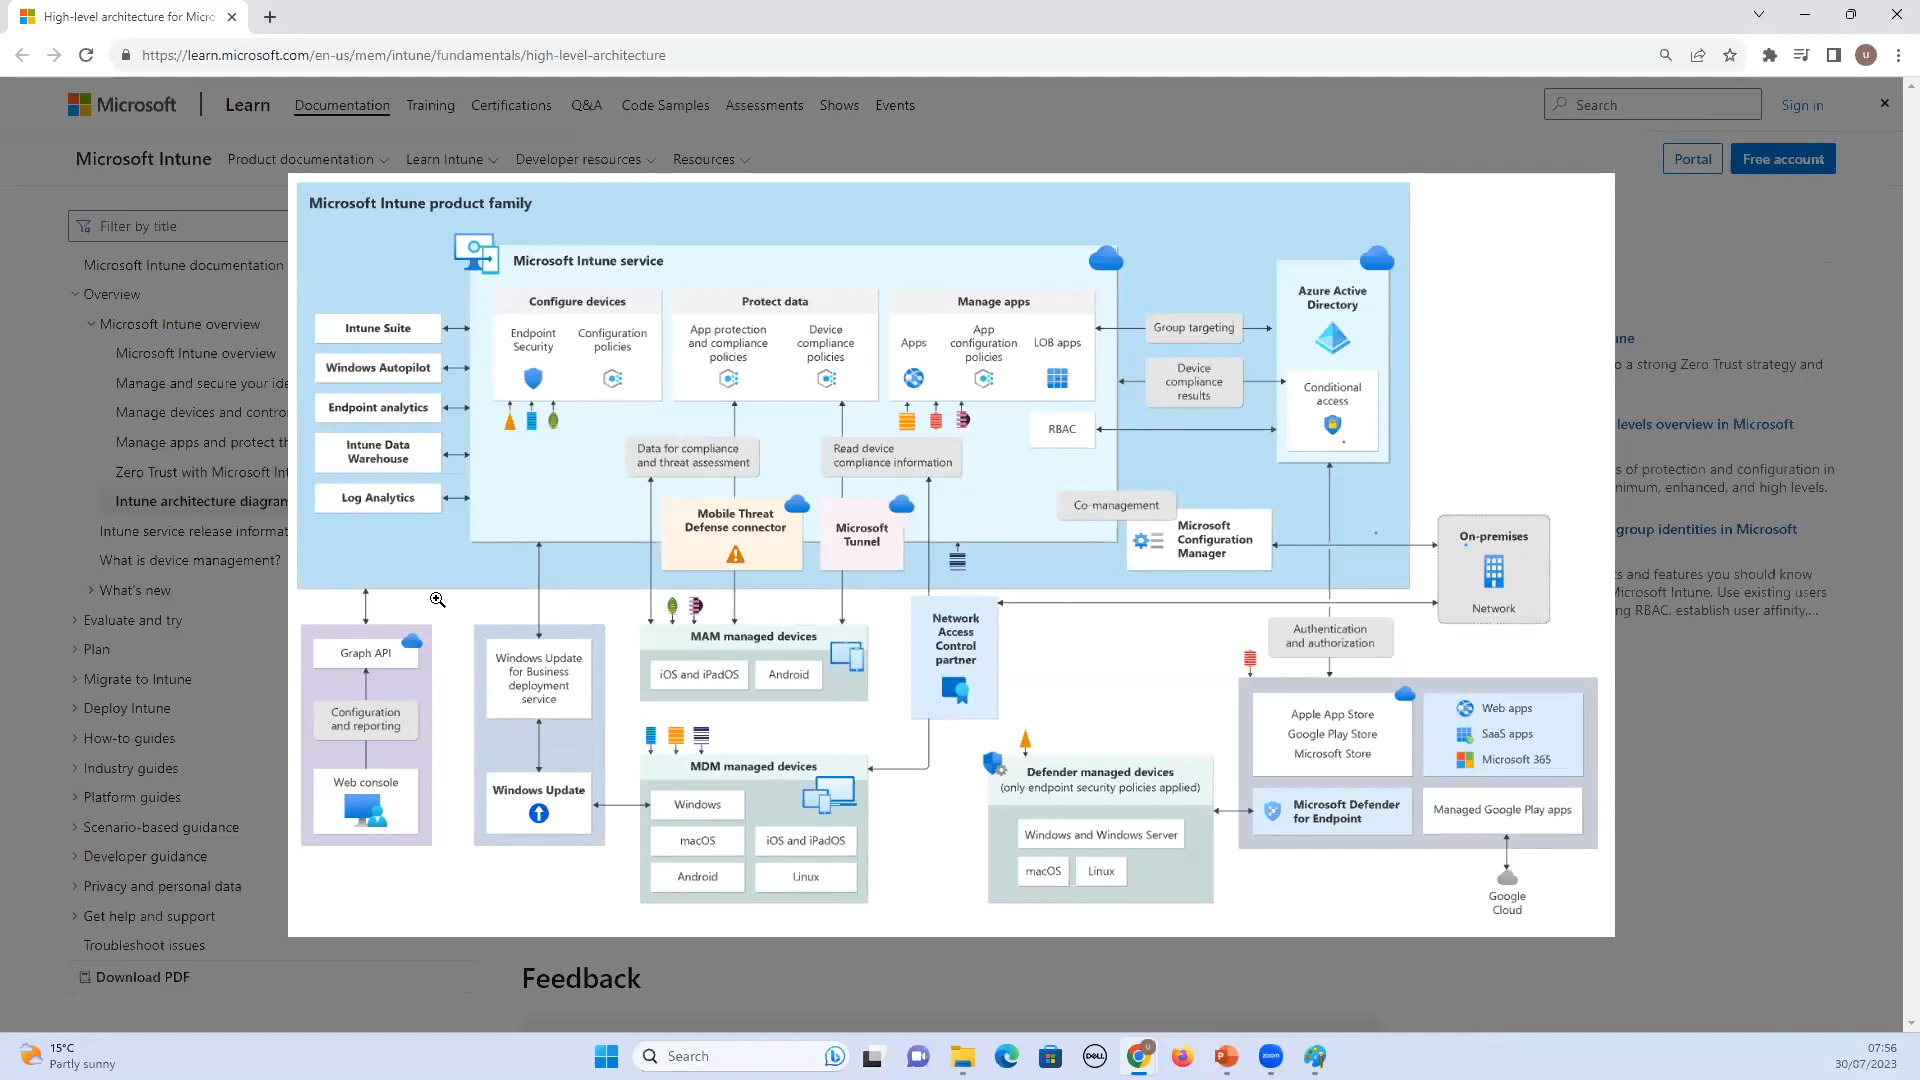 High-level architecture for Micro
https://learn.microsoft.com/en-us/mem/intune/fundamentals/high-level-architecture
u
Microsoft
Learn
Documentation
Training
Certifications
Q&A
Code Samples
Assessments
Shows
Events
Search
Sign in
Microsoft Intune
Product documentation
Learn Intune
Developer resources
Resources
Portal
Free account
Filter by title
Microsoft Intune documentation
Overview
Microsoft Intune overview
Microsoft Intune overview
Manage and secure your ide
Manage devices and contro
Manage apps and protect th
Zero Trust with Microsoft Int
Intune architecture diagram
Intune service release informat
What is device management?
What's new
Evaluate and try
Plan
Migrate to Intune
Deploy Intune
How-to guides
Industry guides
Platform guides
Scenario-based guidance
Developer guidance
Privacy and personal data
Get help and support
Troubleshoot issues
Download PDF
Microsoft Intune product family
Microsoft Intune service
Intune Suite
Windows Autopilot
Endpoint analytics
Intune Data
Warehouse
Log Analytics
Configure devices
Endpoint
Security
Configuration
policies
Protect data
App protection
and compliance
policies
Device
compliance
policies
Manage apps
Apps
App
configuration
policies
LOB apps
RBAC
Group targeting
Device
compliance
results
Azure Active
Directory
Conditional
access
Data for compliance
and threat assessment
Read device
compliance information
Mobile Threat
Defense connector
Microsoft
Tunnel
Co-management
Microsoft
Configuration
Manager
On-premises
Network
Graph API
Configuration
and reporting
Web console
Windows Update
for Business
deployment
service
Windows Update
MAM managed devices
iOS and iPadOS
Android
MDM managed devices
Windows
macOS
iOS and iPadOS
Android
Linux
Network
Access
Control
partner
Defender managed devices
(only endpoint security policies applied)
Windows and Windows Server
macOS
Linux
Authentication
and authorization
Apple App Store
Google Play Store
Microsoft Store
Web apps
SaaS apps
Microsoft 365
Microsoft Defender
for Endpoint
Managed Google Play apps
Google
Cloud
une
o a strong Zero Trust strategy and
levels overview in Microsoft
s of protection and configuration in
nimum, enhanced, and high levels.
group identities in Microsoft
ts and features you should know
Microsoft Intune. Use existing users
ng RBAC, establish user affinity,...
Feedback
15°C
Partly sunny
Search
DELL
zoom
07:56
30/07/2023